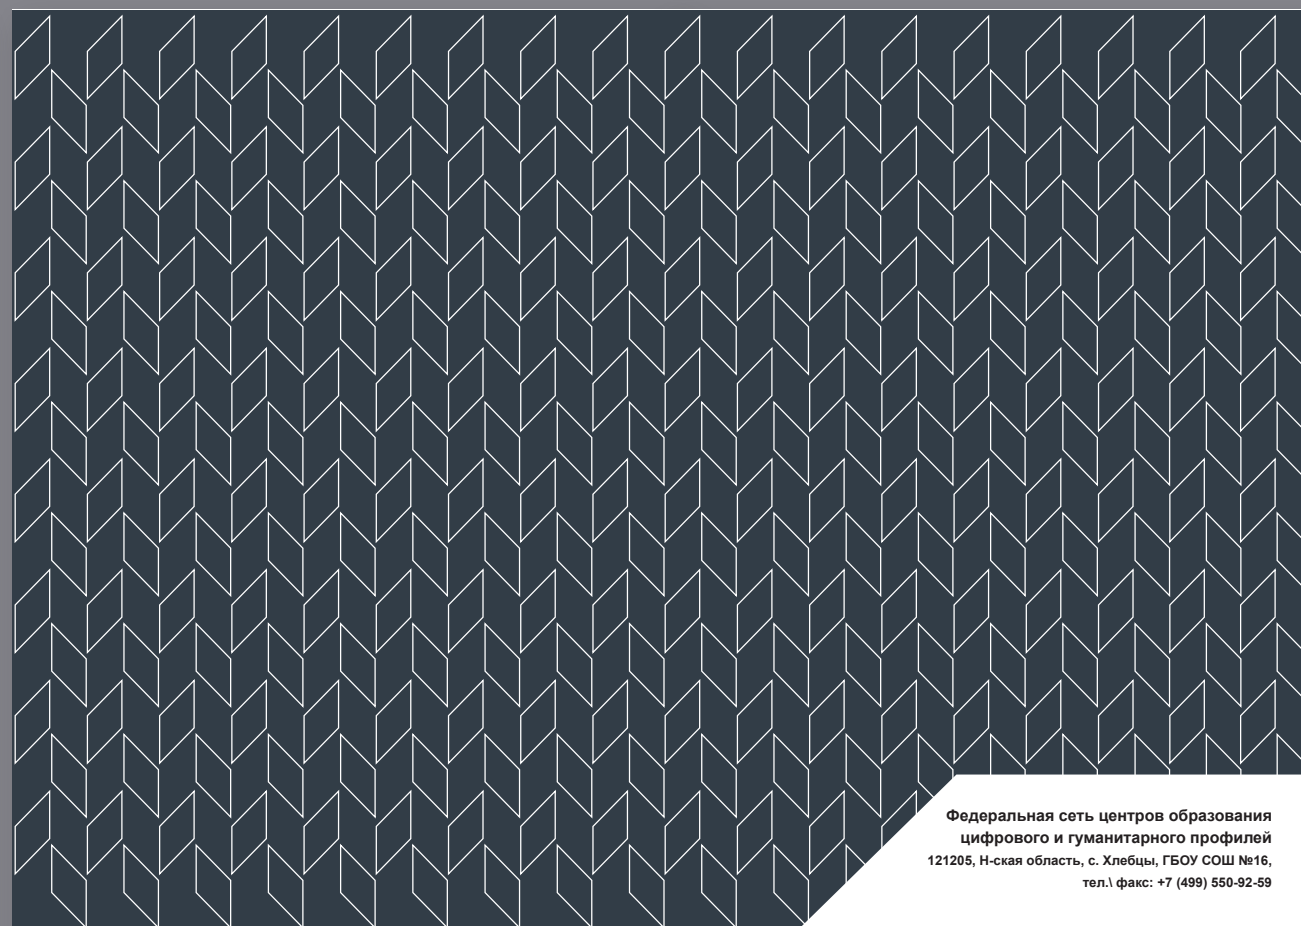 Федеральная сеть центров образования
цифрового и гуманитарного профилей
121205, Н-ская область, с. Хлебцы, ГБОУ СОШ №16,
тел.\ факс: +7 (499) 550-92-59